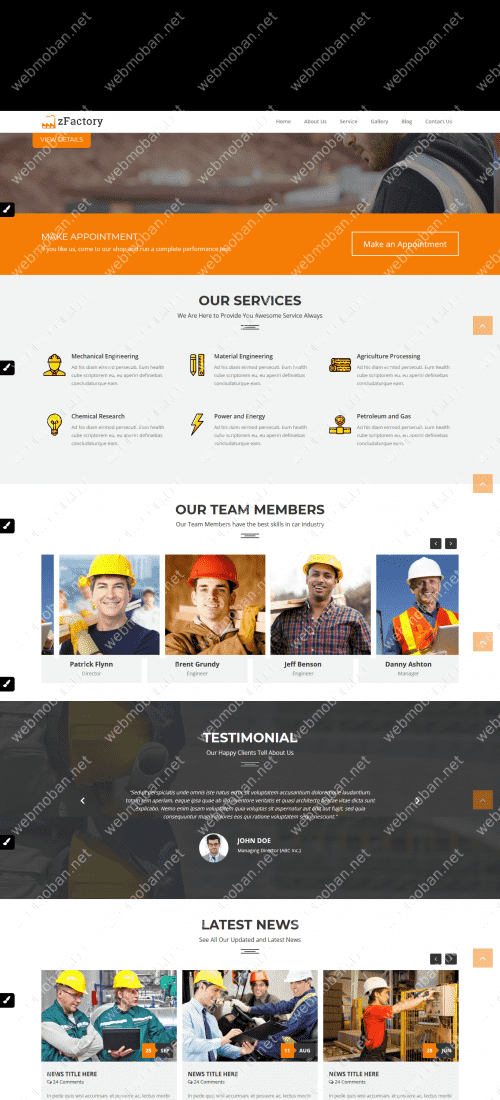 zFactory
Home About Us Service Gallery Blog Contact Us
VIEW DETAILS
MAKE APPOINTMENT
If you like us, come to our shop and run a complete performance test.
Make an Appointment
OUR SERVICES
We Are Here to Provide You Awesome Service Always
Mechanical Engineering
Ad his diam eirmod persecuti. Eum health
cube scriptorem eu, eu aperiri definiebas
concludaturque eam.
Material Engineering
Ad his diam eirmod persecuti. Eum health
cube scriptorem eu, eu aperiri definiebas
concludaturque eam.
Agriculture Processing
Ad his diam eirmod persecuti. Eum health
cube scriptorem eu, eu aperiri definiebas
concludaturque eam.
Chemical Research
Ad his diam eirmod persecuti. Eum health
cube scriptorem eu, eu aperiri definiebas
concludaturque eam.
Power and Energy
Ad his diam eirmod persecuti. Eum health
cube scriptorem eu, eu aperiri definiebas
concludaturque eam.
Petroleum and Gas
Ad his diam eirmod persecuti. Eum health
cube scriptorem eu, eu aperiri definiebas
concludaturque eam.
OUR TEAM MEMBERS
Our Team Members have the best skills in car industry
Patrick Flynn
Director
Brent Grundy
Engineer
Jeff Benson
Engineer
Danny Ashton
Manager
TESTIMONIAL
Our Happy Clients Tell About Us
"Sed ut perspiciatis unde omnis iste natus error sit voluptatem accusantium doloremque laudantium,
totam rem aperiam, eaque ipsa quae ab illo inventore veritatis et quasi architecto beatae vitae dicta sunt
explicabo. Nemo enim ipsam voluptatem quia voluptas sit aspernatur aut odit aut fugit, sed quia
consequuntur magni dolores eos qui ratione voluptatem sequi nesciunt."
JOHN DOE
Managing Director (ABC Inc.)
LATEST NEWS
See All Our Updated and Latest News
25 SEP
NEWS TITLE HERE
24 Comments
In pede quis wisi accumsan, et posuere ac, lectus morbi
11 AUG
NEWS TITLE HERE
24 Comments
In pede quis wisi accumsan, et posuere ac, lectus morbi
28 JUN
NEWS TITLE HERE
24 Comments
In pede quis wisi accumsan, et posuere ac, lectus morbi
webmoban.net